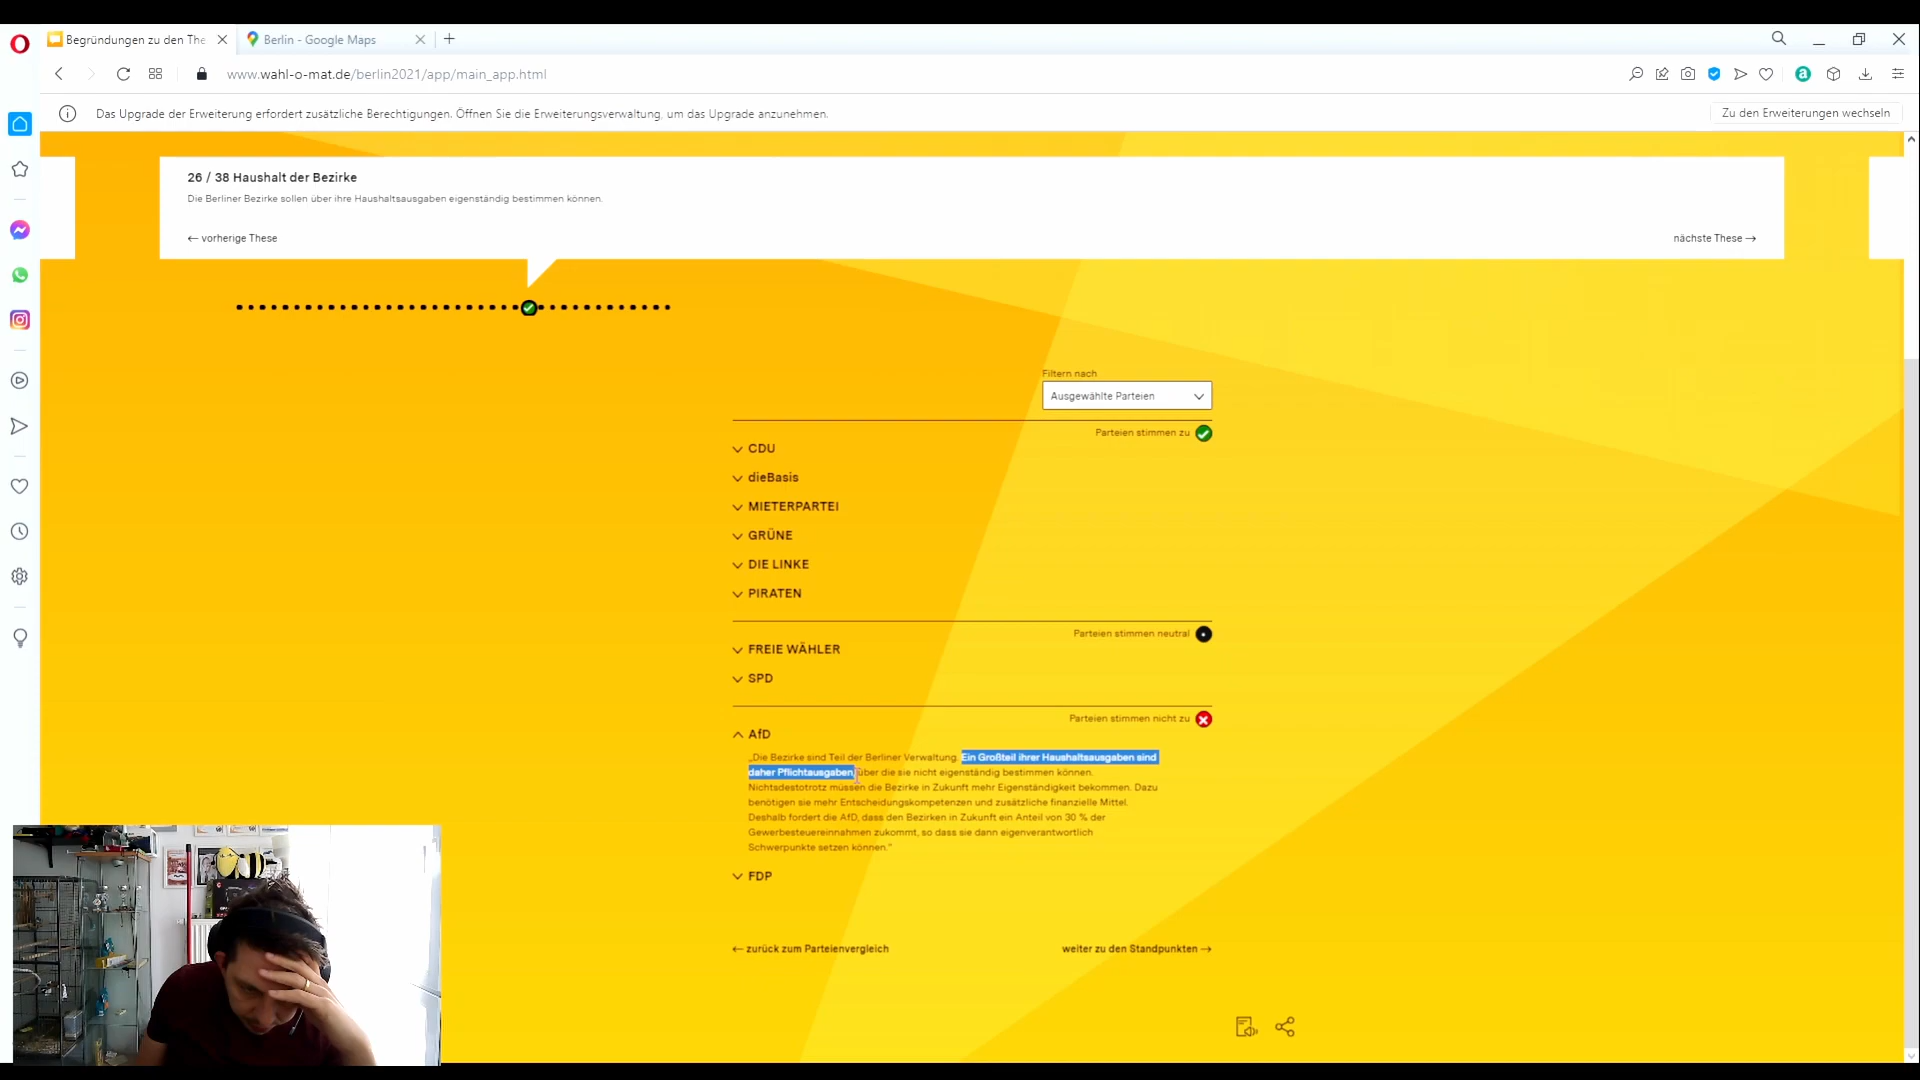 Begründungen zu den The
Berlin - Google Maps
www.wahl-o-mat.de/berlin2021/app/main_app.html
Das Upgrade der Erweiterung erfordert zusätzliche Berechtigungen. Öffnen Sie die Erweiterungsverwaltung, um das Upgrade anzunehmen.
Zu den Erweiterungen wechseln
26 / 38 Haushalt der Bezirke
Die Berliner Bezirke sollen über ihre Haushaltsausgaben eigenständig bestimmen können.
← vorherige These
nächste These →
Filtern nach
Ausgewählte Parteien
Parteien stimmen zu
CDU
dieBasis
MIETERPARTEI
GRÜNE
DIE LINKE
PIRATEN
Parteien stimmen neutral
FREIE WÄHLER
SPD
Parteien stimmen nicht zu
AfD
„Die Bezirke sind Teil der Berliner Verwaltung. Ein Großteil ihrer Haushaltsausgaben sind
daher Pflichtausgaben, über die sie nicht eigenständig bestimmen können.
Nichtsdestotrotz müssen die Bezirke in Zukunft mehr Eigenständigkeit bekommen. Dazu
benötigen sie mehr Entscheidungskompetenzen und zusätzliche finanzielle Mittel.
Deshalb fordert die AfD, dass den Bezirken in Zukunft ein Anteil von 30 % der
Gewerbesteuereinnahmen zukommt, so dass sie dann eigenverantwortlich
Schwerpunkte setzen können."
FDP
← zurück zum Parteienvergleich
weiter zu den Standpunkten →